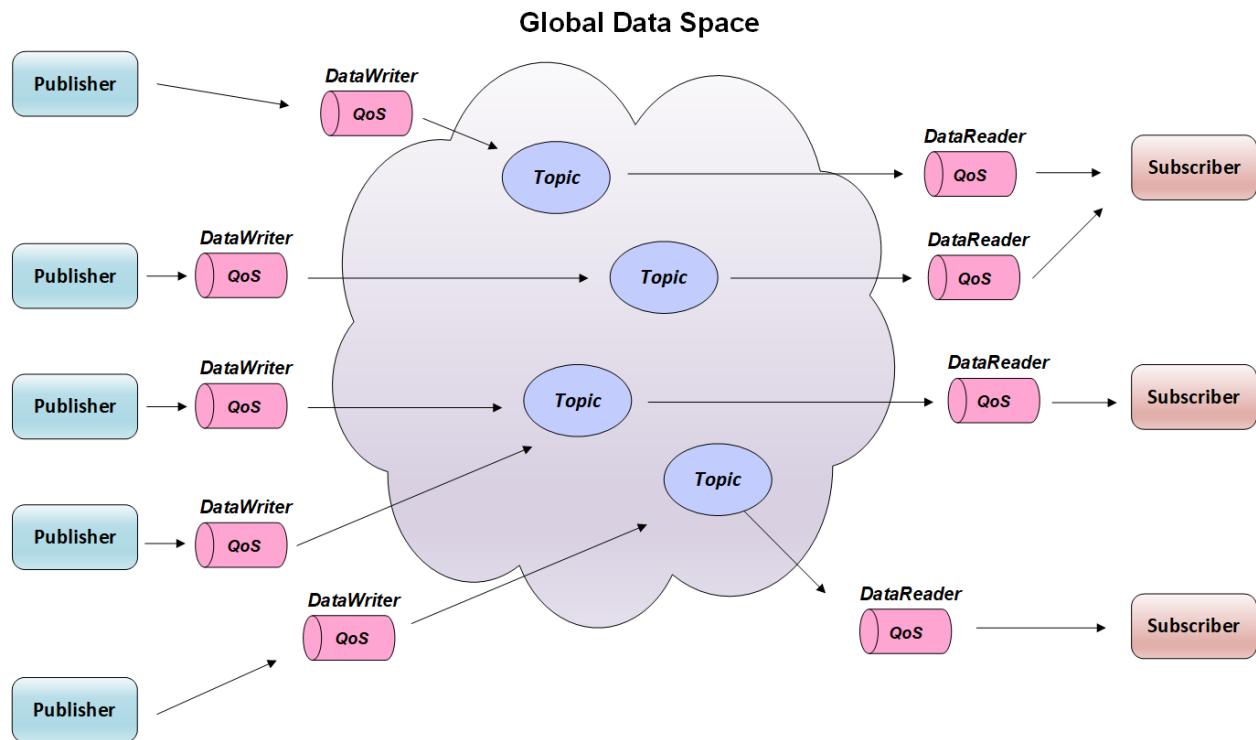 Global Data Space
Publisher
DataWriter
QoS
Topic
DataReader
QoS
Subscriber
Publisher
DataWriter
QoS
Topic
DataReader
QoS
Publisher
DataWriter
QoS
Topic
DataReader
QoS
Subscriber
Publisher
DataWriter
QoS
Topic
DataReader
QoS
Subscriber
Publisher
DataWriter
QoS